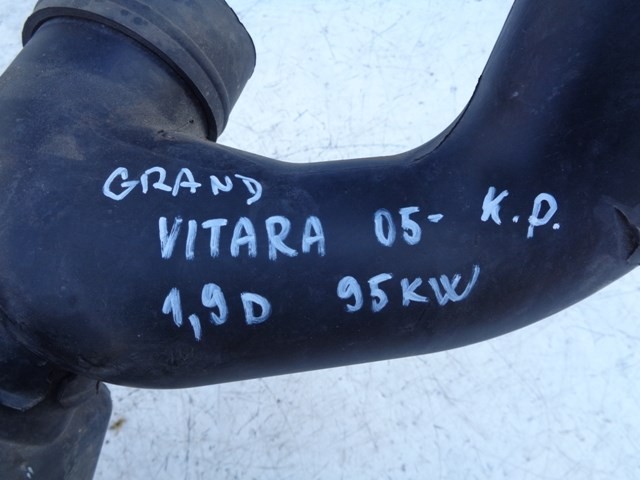 GRAND
VITARA 05- K.P.
1,9D 95KW